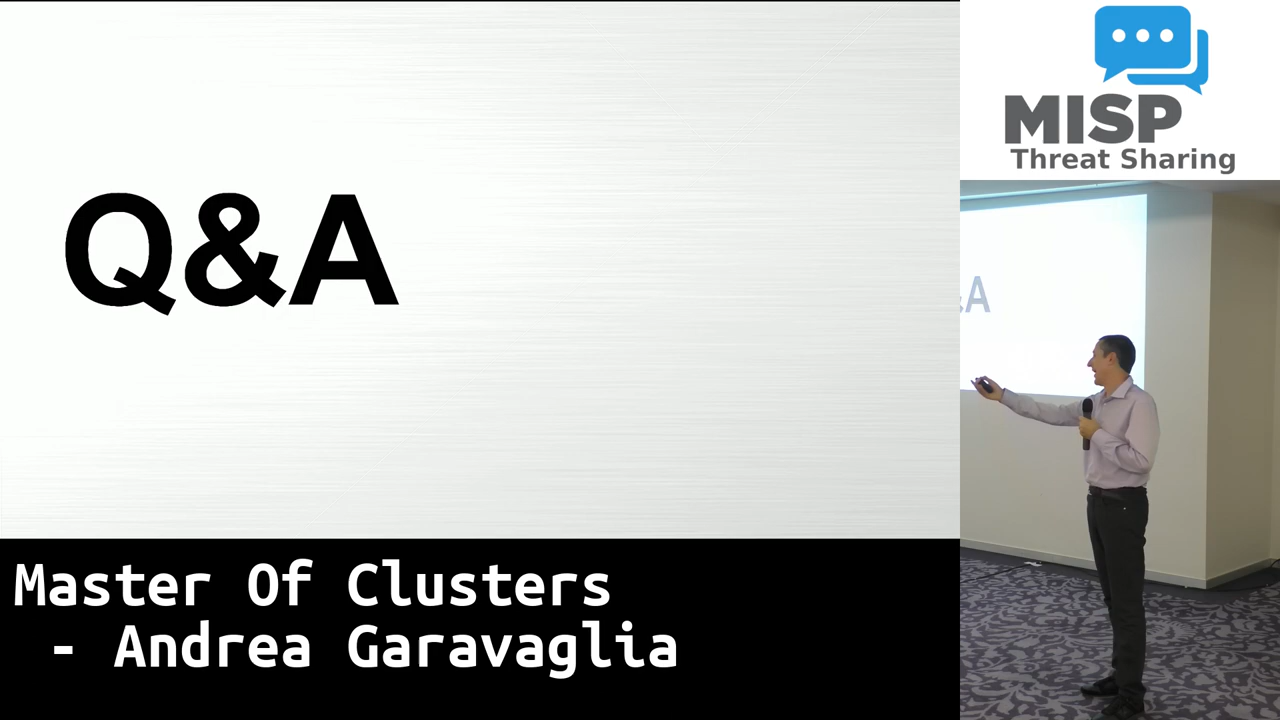 Q&A
MISP
Threat Sharing
&A
Master Of Clusters
- Andrea Garavaglia